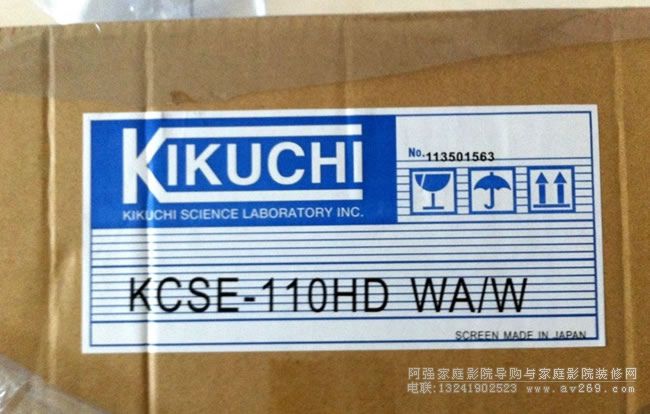 KIKUCHI
KIKUCHI SCIENCE LABORATORY INC.
No. 113501563
KCSE-110HD WA/W
SCREEN MADE IN JAPAN
阿强家庭影院导购与家庭影院装修网
电联:13241902523 www.av269.com